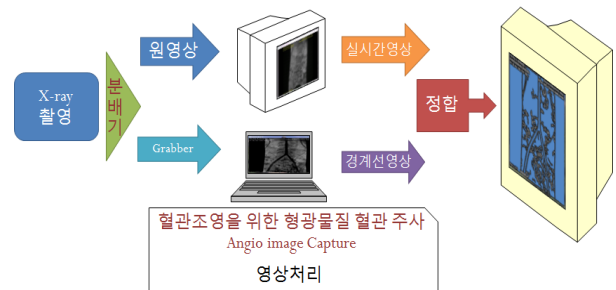 X-ray
촬영
분배기
원영상
실시간영상
Grabber
경계선영상
정합
혈관조영을 위한 형광물질 혈관 주사
Angio image Capture
영상처리